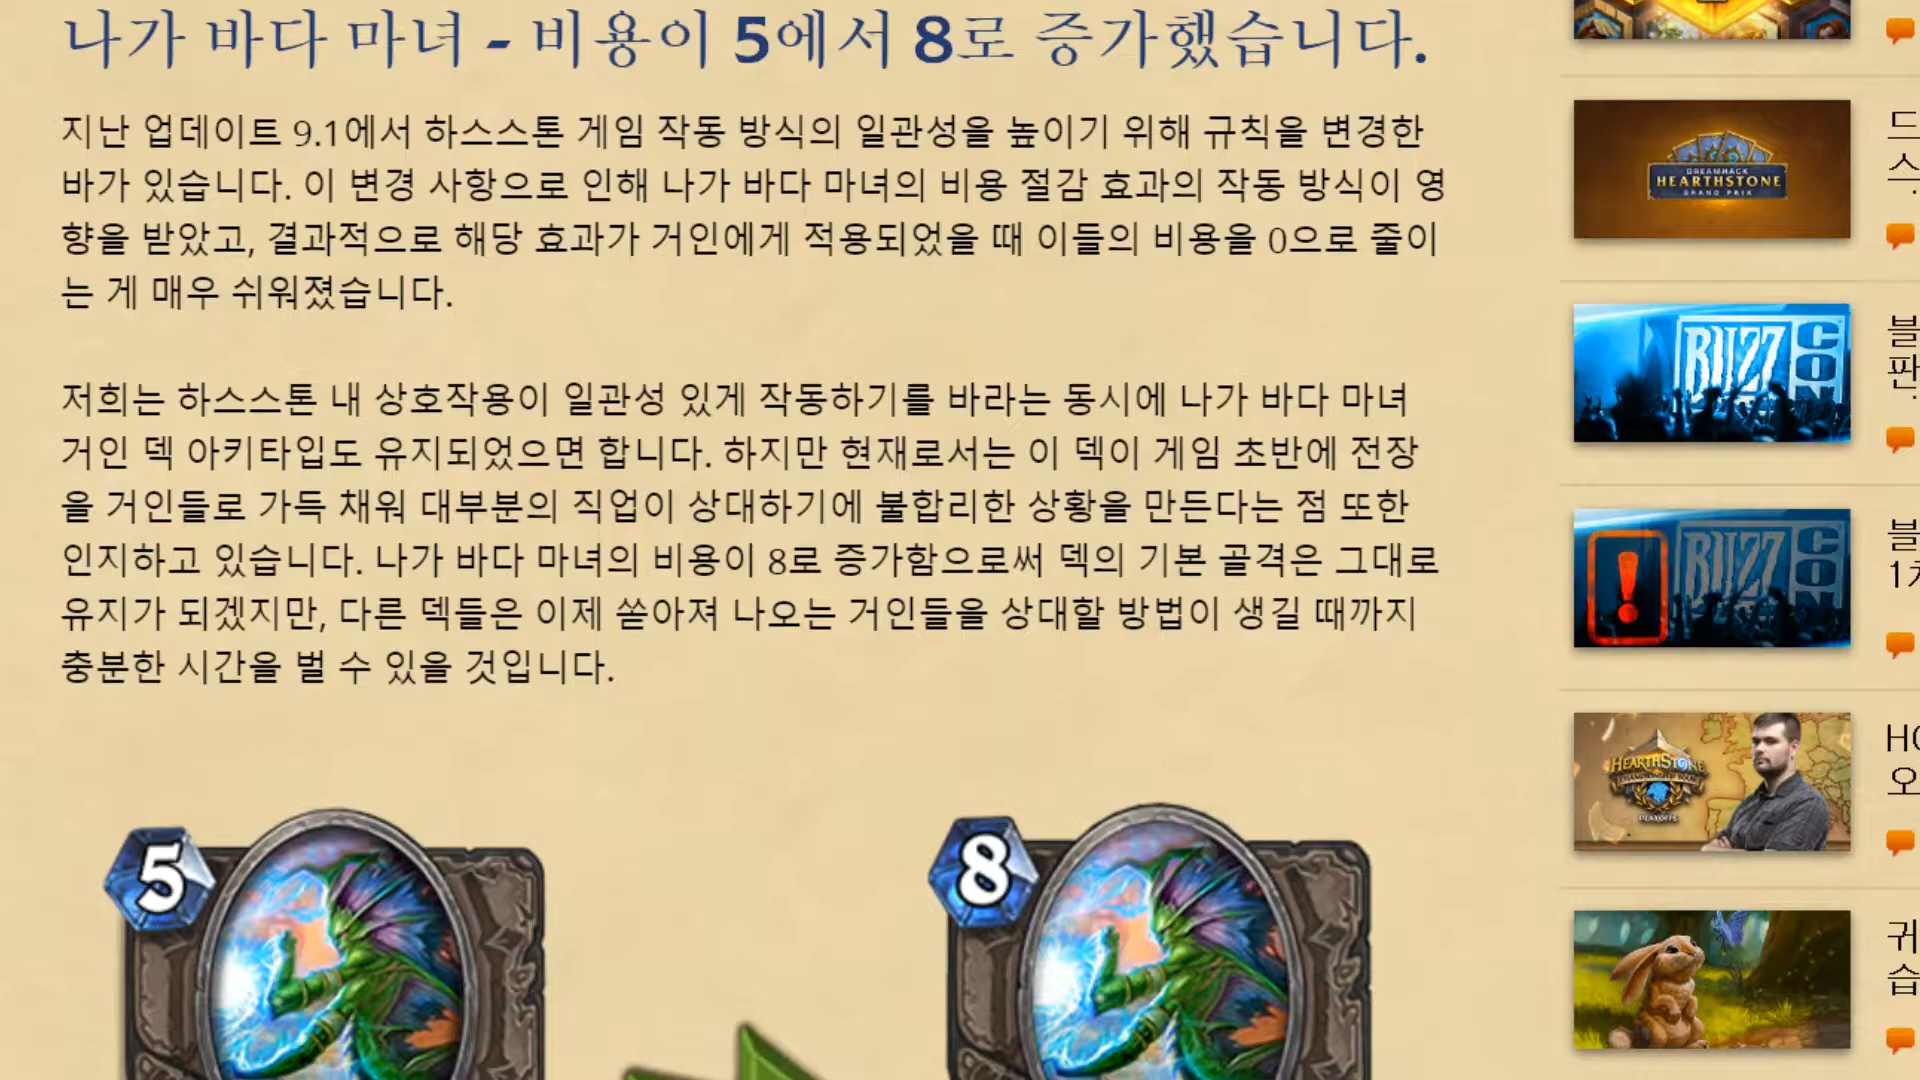 나가 바다 마녀 - 비용이 5에서 8로 증가했습니다.
지난 업데이트 9.1에서 하스스톤 게임 작동 방식의 일관성을 높이기 위해 규칙을 변경한
바가 있습니다. 이 변경 사항으로 인해 나가 바다 마녀의 비용 절감 효과의 작동 방식이 영
향을 받았고, 결과적으로 해당 효과가 거인에게 적용되었을 때 이들의 비용을 0으로 줄이
는 게 매우 쉬워졌습니다.
저희는 하스스톤 내 상호작용이 일관성 있게 작동하기를 바라는 동시에 나가 바다 마녀
거인 덱 아키타입도 유지되었으면 합니다. 하지만 현재로서는 이 덱이 게임 초반에 전장
을 거인들로 가득 채워 대부분의 직업이 상대하기에 불합리한 상황을 만든다는 점 또한
인지하고 있습니다. 나가 바다 마녀의 비용이 8로 증가함으로써 덱의 기본 골격은 그대로
유지가 되겠지만, 다른 덱들은 이제 쏟아져 나오는 거인들을 상대할 방법이 생길 때까지
충분한 시간을 벌 수 있을 것입니다.
5
8
DREAMHACK
HEARTHSTONE
GRAND PRIX
드
스
BLIZZ
CON
블
판
BLIZZ
CON
블
HEARTHSTONE
PLAYOFFS
오
귀
습